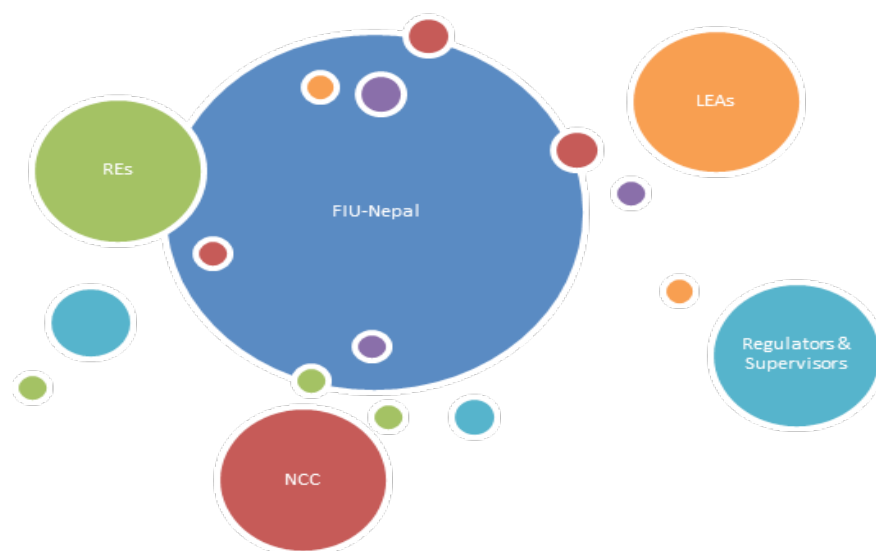 LEAs
REs
FIU-Nepal
Regulators &
Supervisors
NCC